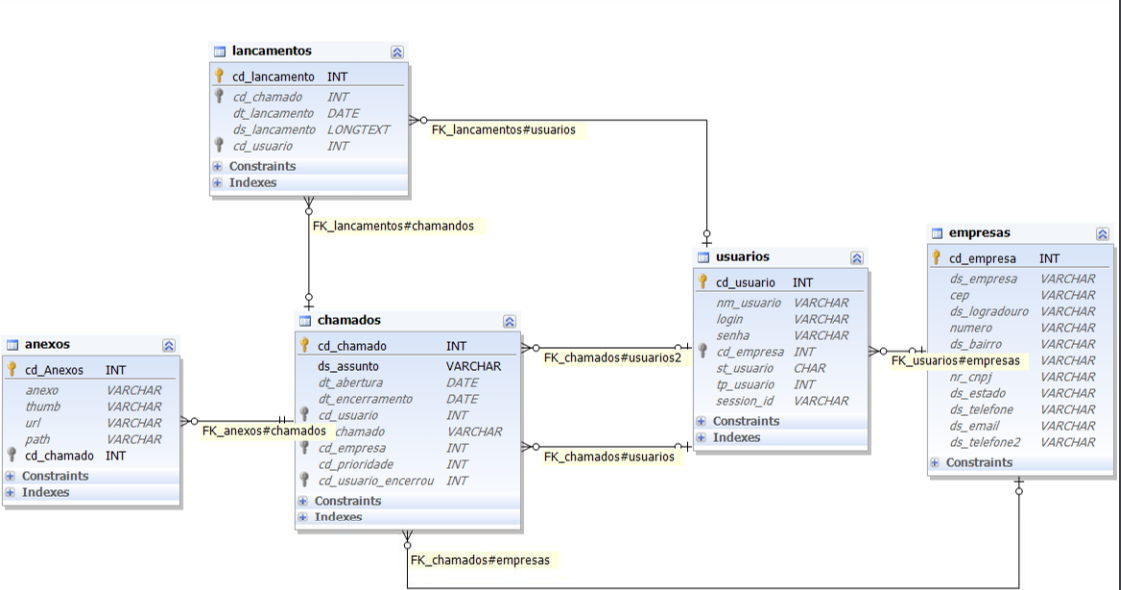 lancamentos
cd_lancamento INT
cd_chamado INT
dt_lancamento DATE
ds_lancamento LONGTEXT
cd_usuario INT
Constraints
Indexes
FK_lancamentos#usuarios
FK_lancamentos#chamandos
anexos
cd_Anexos INT
anexo VARCHAR
thumb VARCHAR
url VARCHAR
path VARCHAR
cd_chamado INT
Constraints
Indexes
FK_anexos#chamados
chamados
cd_chamado INT
ds_assunto VARCHAR
dt_abertura DATE
dt_encerramento DATE
cd_usuario INT
chamado VARCHAR
cd_empresa INT
cd_prioridade INT
cd_usuario_encerrou INT
Constraints
Indexes
FK_chamados#usuarios2
FK_chamados#usuarios
FK_chamados#empresas
usuarios
cd_usuario INT
nm_usuario VARCHAR
login VARCHAR
senha VARCHAR
cd_empresa INT
st_usuario CHAR
tp_usuario INT
session_id VARCHAR
Constraints
Indexes
FK_usuarios#empresas
empresas
cd_empresa INT
ds_empresa VARCHAR
cep VARCHAR
ds_logradouro VARCHAR
numero VARCHAR
ds_bairro VARCHAR
VARCHAR
nr_cnpj VARCHAR
ds_estado VARCHAR
ds_telefone VARCHAR
ds_email VARCHAR
ds_telefone2 VARCHAR
Constraints